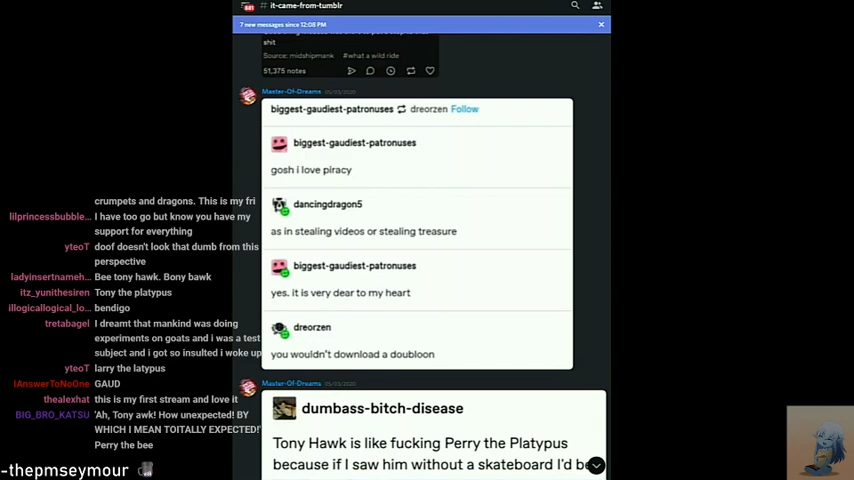 # it-came-from-tumblr
7 new messages since 12:08 PM
shit
Source: midshipmank #what a wild ride
51,375 notes
Master-Of-Dreams 05/03/2020
biggest-gaudiest-patronuses dreorzen Follow
biggest-gaudiest-patronuses
gosh i love piracy
dancingdragon5
as in stealing videos or stealing treasure
biggest-gaudiest-patronuses
yes. it is very dear to my heart
dreorzen
you wouldn't download a doubloon
Master-Of-Dreams 05/03/2020
dumbass-bitch-disease
Tony Hawk is like fucking Perry the Platypus
because if I saw him without a skateboard I'd be
crumpets and dragons. This is my fri
lilprincessbubble... I have too go but know you have my
support for everything
yteoT doof doesn't look that dumb from this
perspective
ladyinsertnameh... Bee tony hawk. Bony bawk
itz_yunithesiren Tony the platypus
illogicallogical_lo... bendigo
tretabagel I dreamt that mankind was doing
experiments on goats and i was a test
subject and i got so insulted i woke up
yteoT larry the latypus
IAnswerToNoOne GAUD
thealexhat this is my first stream and love it
BIG_BRO_KATSU 'Ah, Tony awk! How unexpected! BY
WHICH I MEAN TOITALLY EXPECTED!'
Perry the bee
-thepmseymour